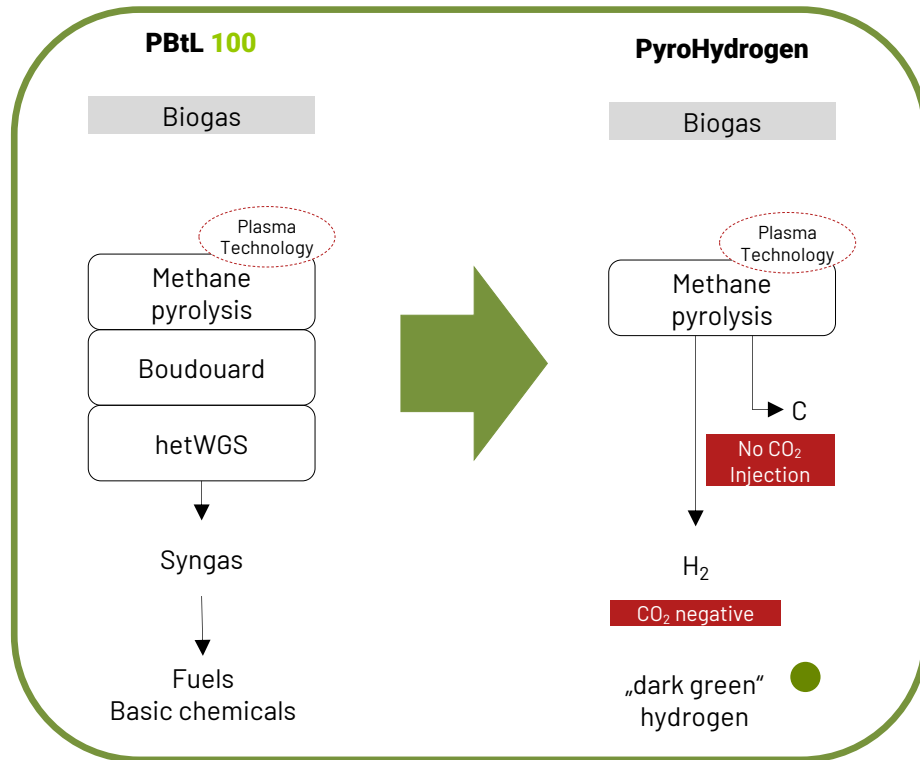 PBtL 100
Biogas
Plasma
Technology
Methane
pyrolysis
Boudouard
hetWGS
Syngas
Fuels
Basic chemicals
PyroHydrogen
Biogas
Plasma
Technology
Methane
pyrolysis
C
No CO₂
Injection
H₂
CO₂ negative
„dark green“
hydrogen